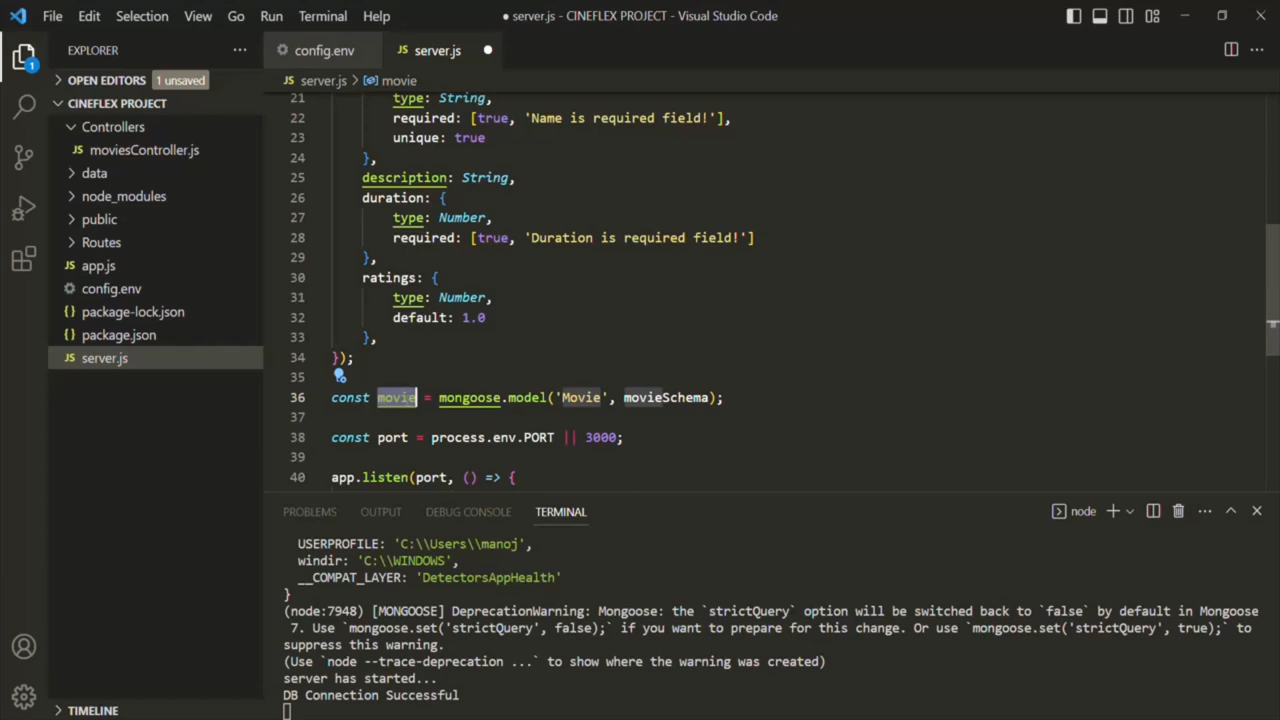 File Edit Selection View Go Run Terminal Help
● server.js - CINEFLEX PROJECT - Visual Studio Code
EXPLORER
1
OPEN EDITORS 1 unsaved
CINEFLEX PROJECT
Controllers
JS moviesController.js
data
node_modules
public
Routes
JS app.js
config.env
{} package-lock.json
{} package.json
JS server.js
TIMELINE
config.env
JS server.js ●
JS server.js > movie
21 type: String,
22 required: [true, 'Name is required field!'],
23 unique: true
24 },
25 description: String,
26 duration: {
27 type: Number,
28 required: [true, 'Duration is required field!']
29 },
30 ratings: {
31 type: Number,
32 default: 1.0
33 },
34 });
35
36 const movie = mongoose.model('Movie', movieSchema);
37
38 const port = process.env.PORT || 3000;
39
40 app.listen(port, () => {
PROBLEMS OUTPUT DEBUG CONSOLE TERMINAL
node
USERPROFILE: 'C:\\Users\\manoj',
windir: 'C:\\WINDOWS',
__COMPAT_LAYER: 'DetectorsAppHealth'
}
(node:7948) [MONGOOSE] DeprecationWarning: Mongoose: the `strictQuery` option will be switched back to `false` by default in Mongoose
7. Use `mongoose.set('strictQuery', false);` if you want to prepare for this change. Or use `mongoose.set('strictQuery', true);` to
suppress this warning.
(Use `node --trace-deprecation ...` to show where the warning was created)
server has started...
DB Connection Successful